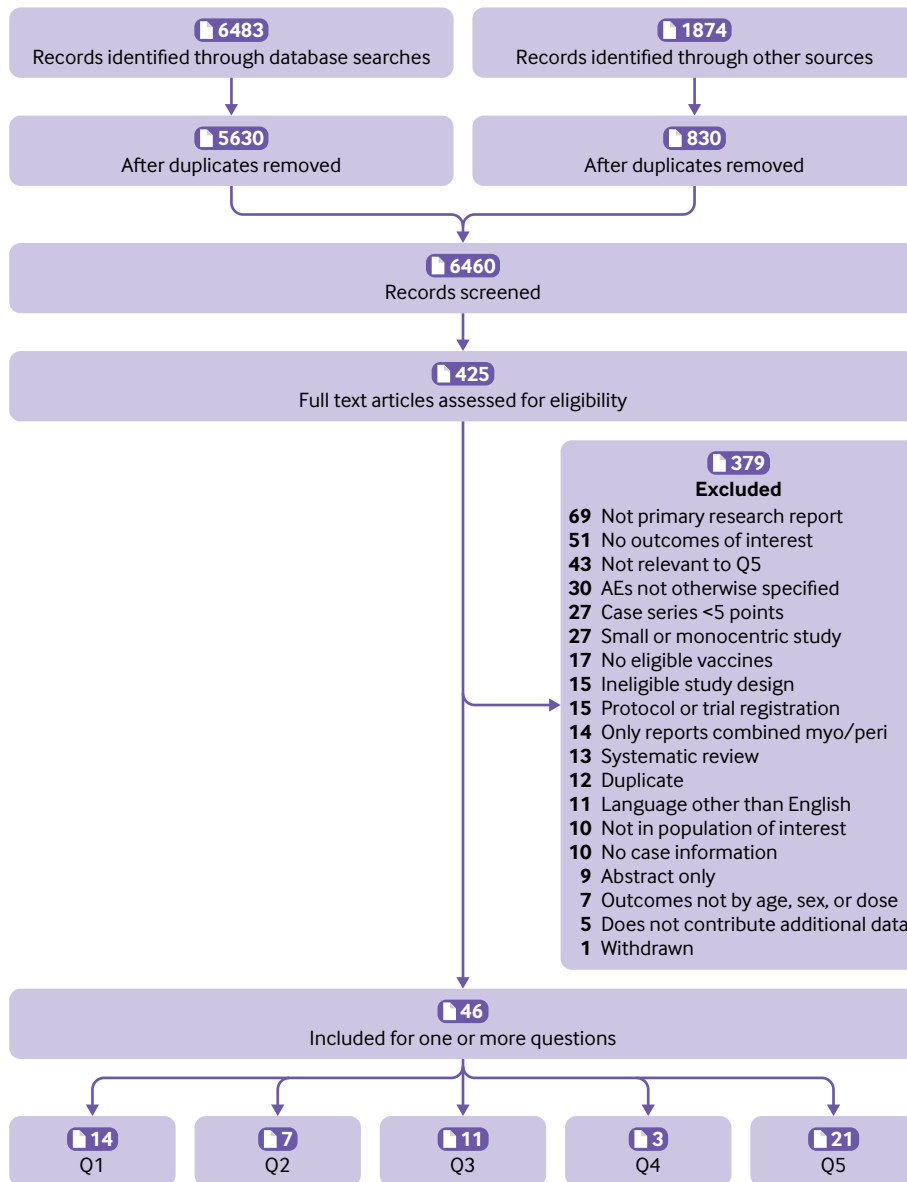 6483
Records identified through database searches
1874
Records identified through other sources
5630
After duplicates removed
830
After duplicates removed
6460
Records screened
425
Full text articles assessed for eligibility
379
Excluded
69 Not primary research report
51 No outcomes of interest
43 Not relevant to Q5
30 AEs not otherwise specified
27 Case series <5 points
27 Small or monocentric study
17 No eligible vaccines
15 Ineligible study design
15 Protocol or trial registration
14 Only reports combined myo/peri
13 Systematic review
12 Duplicate
11 Language other than English
10 Not in population of interest
10 No case information
9 Abstract only
7 Outcomes not by age, sex, or dose
5 Does not contribute additional data
1 Withdrawn
46
Included for one or more questions
14
Q1
7
Q2
11
Q3
3
Q4
21
Q5